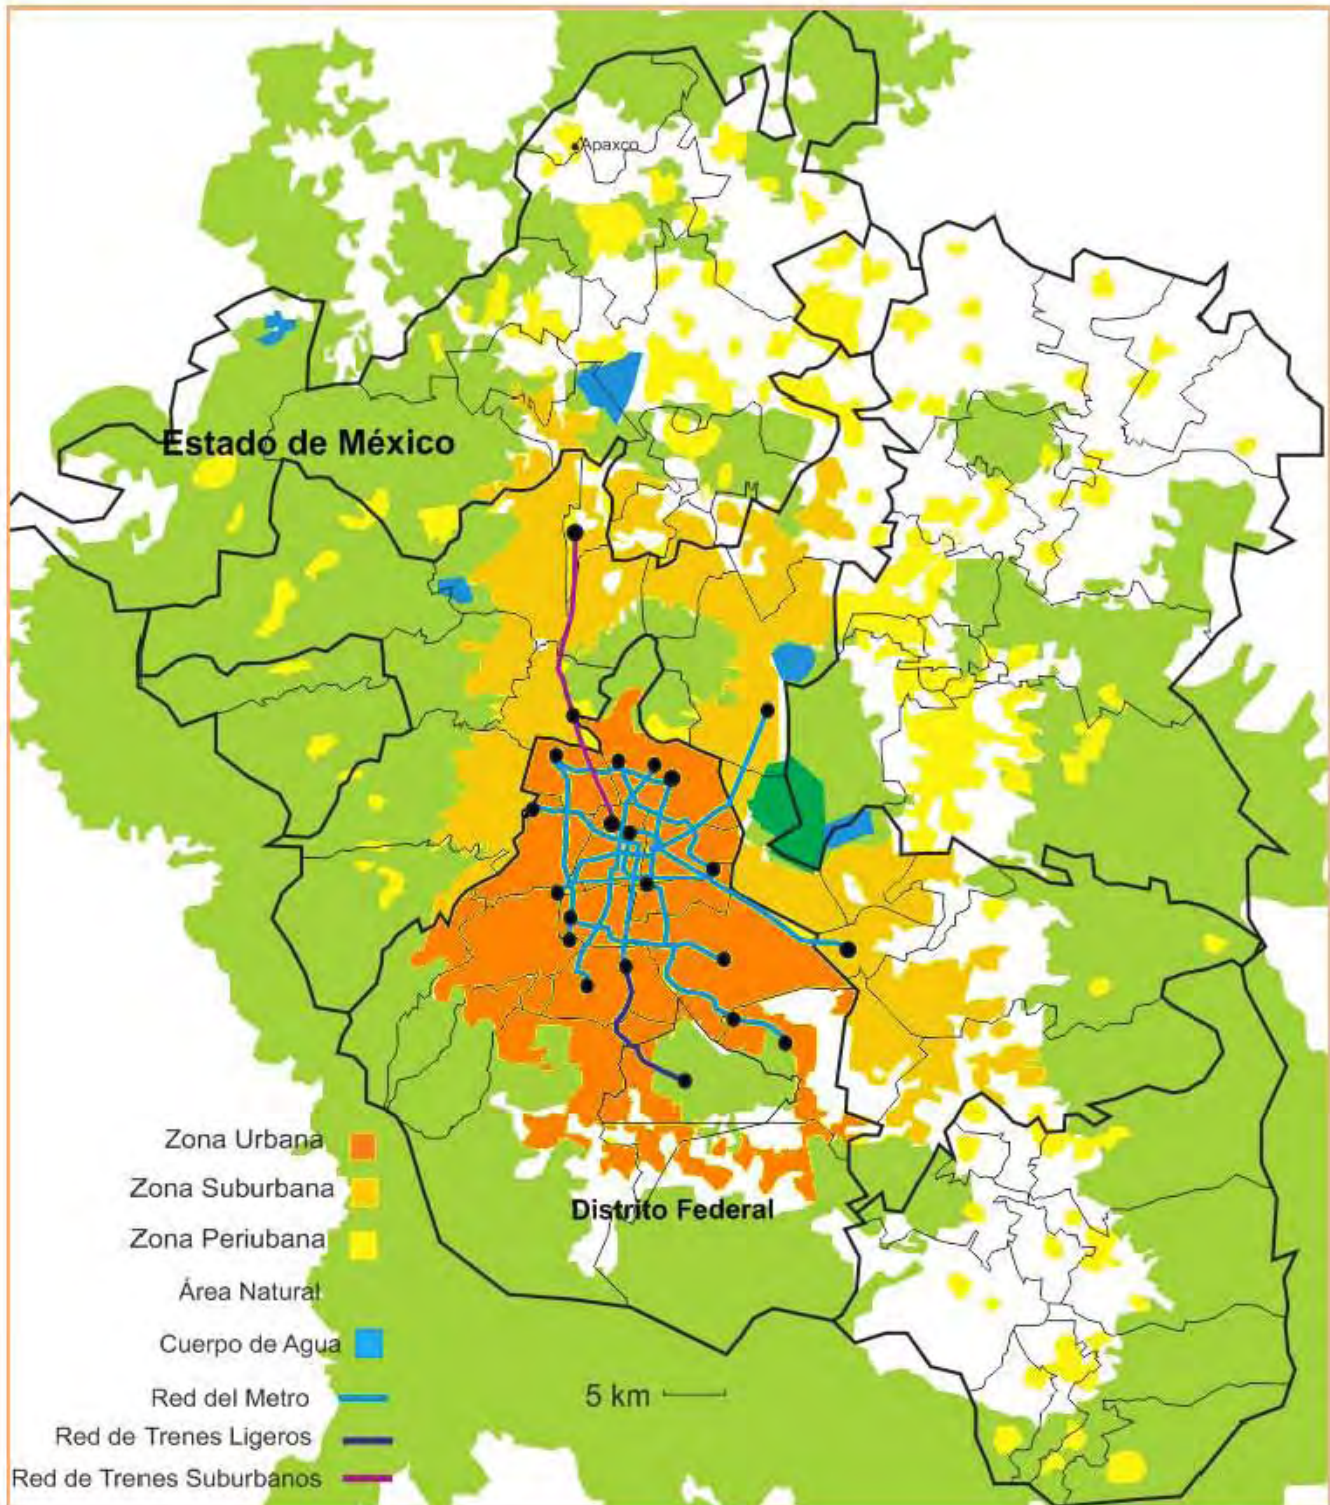 Apaxco
Estado de México
Zona Urbana
Zona Suburbana
Zona Periubana
Distrito Federal
Área Natural
Cuerpo de Agua
Red del Metro
5 km
Red de Trenes Ligeros
Red de Trenes Suburbanos